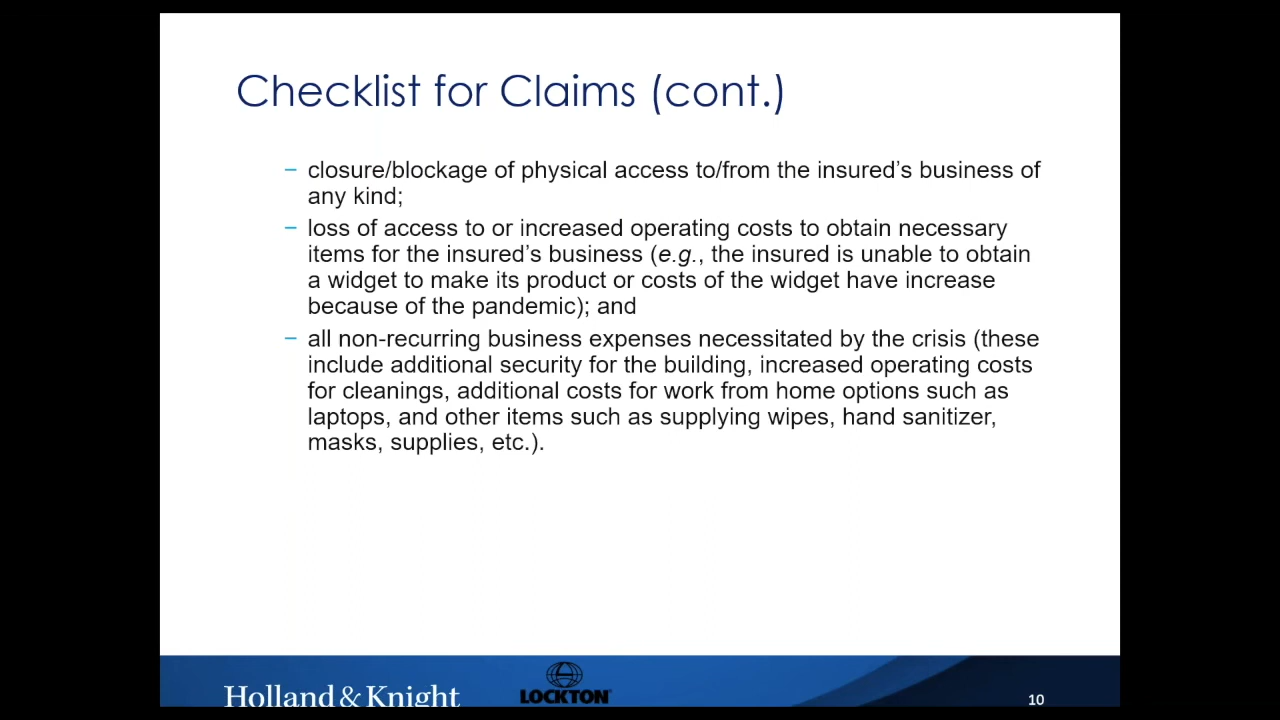 Checklist for Claims (cont.)
– closure/blockage of physical access to/from the insured’s business of
any kind;
– loss of access to or increased operating costs to obtain necessary
items for the insured’s business (e.g., the insured is unable to obtain
a widget to make its product or costs of the widget have increase
because of the pandemic); and
– all non-recurring business expenses necessitated by the crisis (these
include additional security for the building, increased operating costs
for cleanings, additional costs for work from home options such as
laptops, and other items such as supplying wipes, hand sanitizer,
masks, supplies, etc.).
Holland & Knight
LOCKTON
10